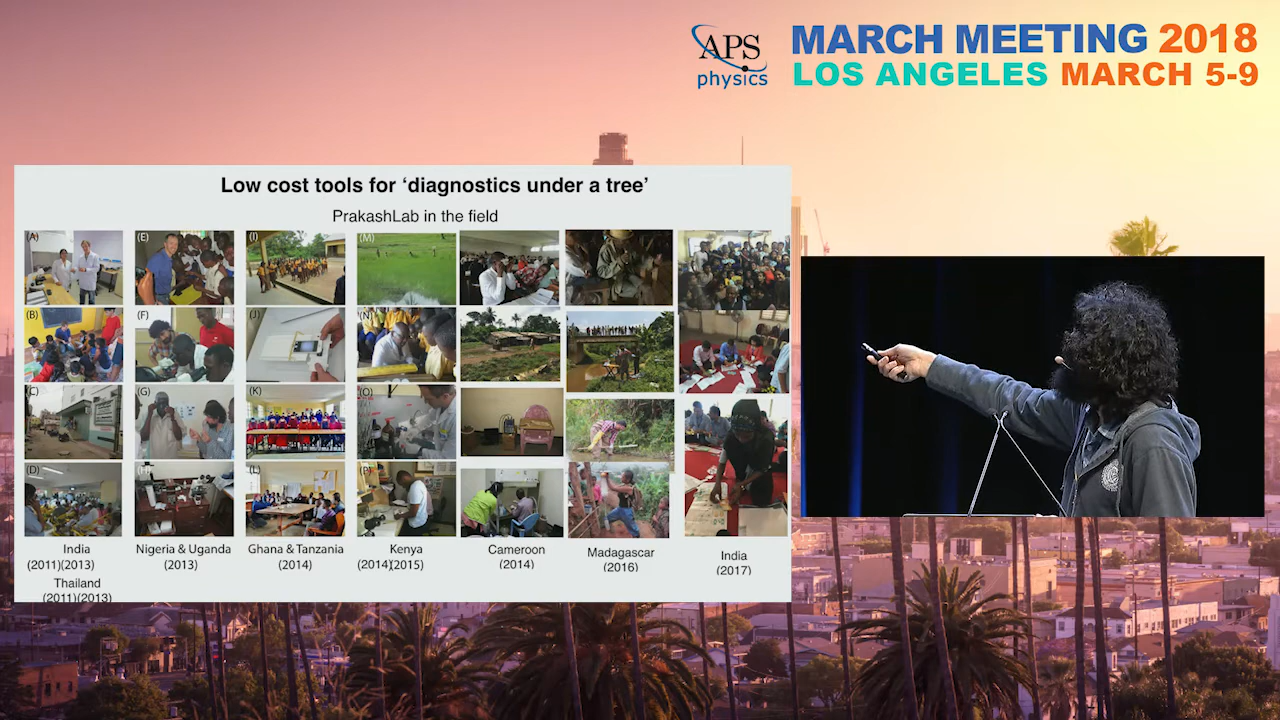 APS
physics
MARCH MEETING 2018
LOS ANGELES MARCH 5-9
Low cost tools for ‘diagnostics under a tree’
PrakashLab in the field
(A) (E) (I) (M)
(B) (F) (J) (N)
(C) (G) (K) (O)
(D) (H) (L) (P)
India
(2011)(2013)
Thailand
(2011)(2013)
Nigeria & Uganda
(2013)
Ghana & Tanzania
(2014)
Kenya
(2014)(2015)
Cameroon
(2014)
Madagascar
(2016)
India
(2017)